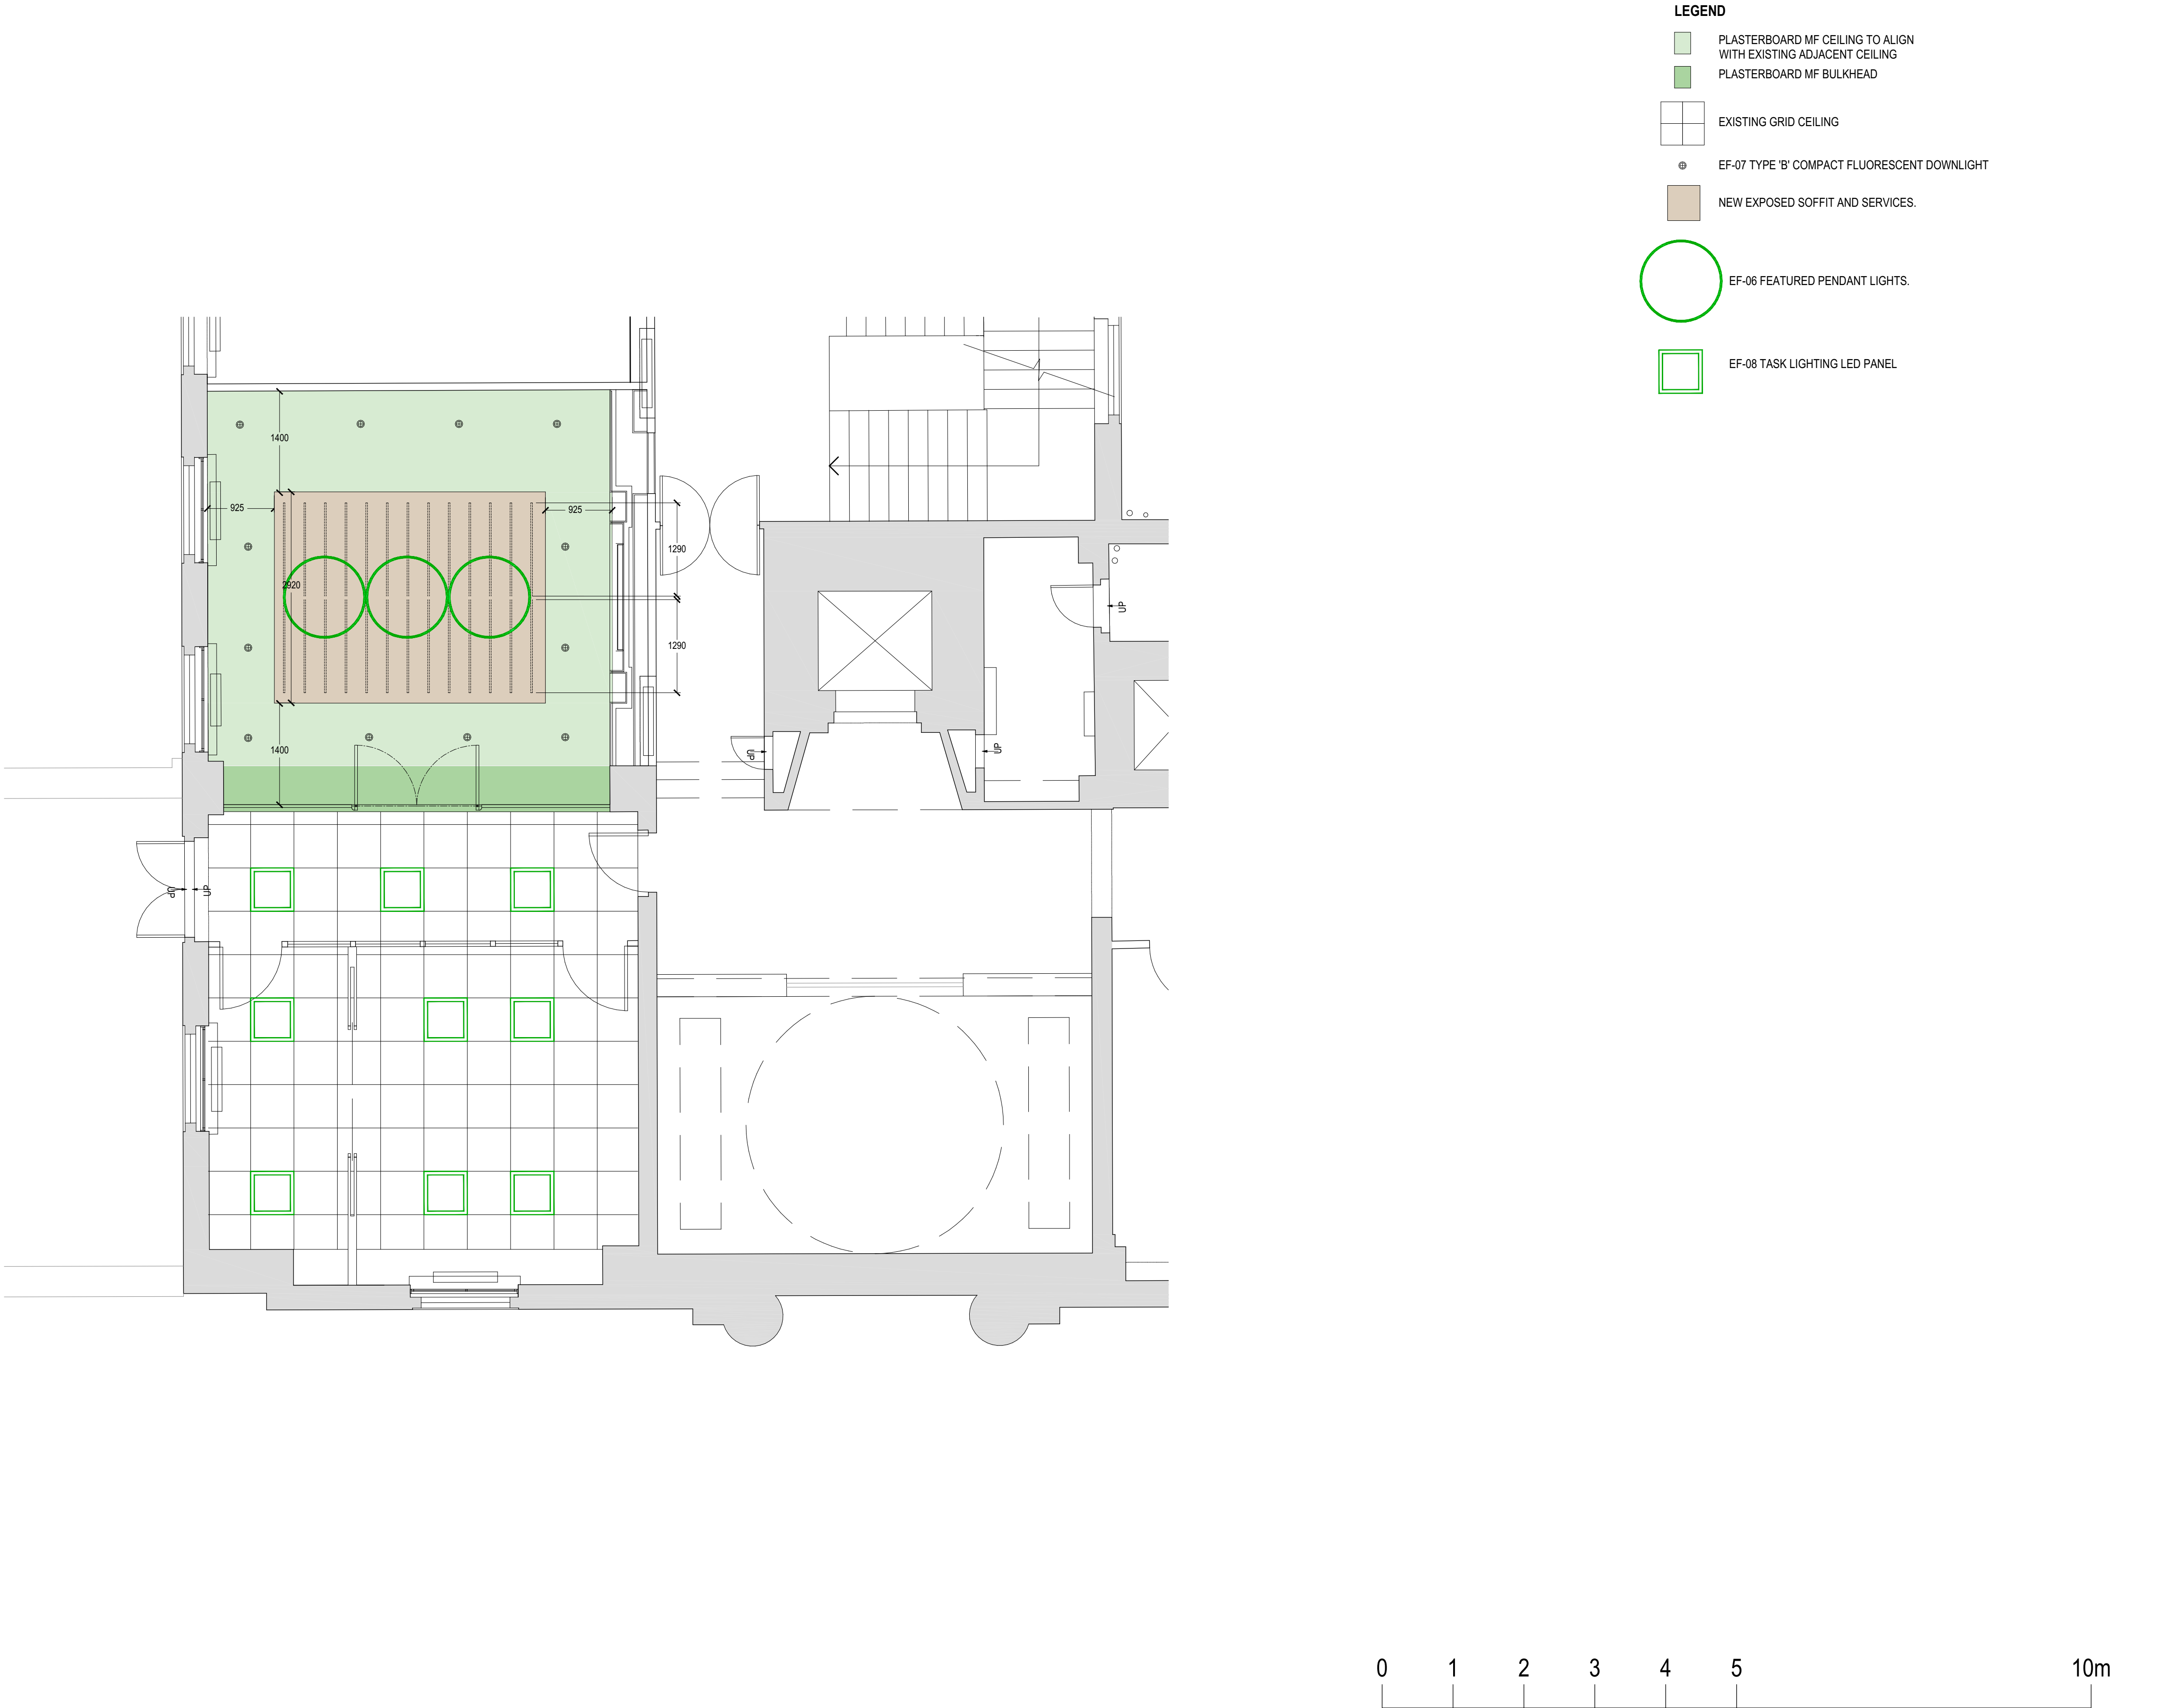 LEGEND
PLASTERBOARD MF CEILING TO ALIGN
WITH EXISTING ADJACENT CEILING
PLASTERBOARD MF BULKHEAD
EXISTING GRID CEILING
EF-07 TYPE 'B' COMPACT FLUORESCENT DOWNLIGHT
NEW EXPOSED SOFFIT AND SERVICES.
EF-06 FEATURED PENDANT LIGHTS.
EF-08 TASK LIGHTING LED PANEL
1400
925
925
1290
2920
1290
1400
UP
UP
UP
UP
UP
0 1 2 3 4 5 10m